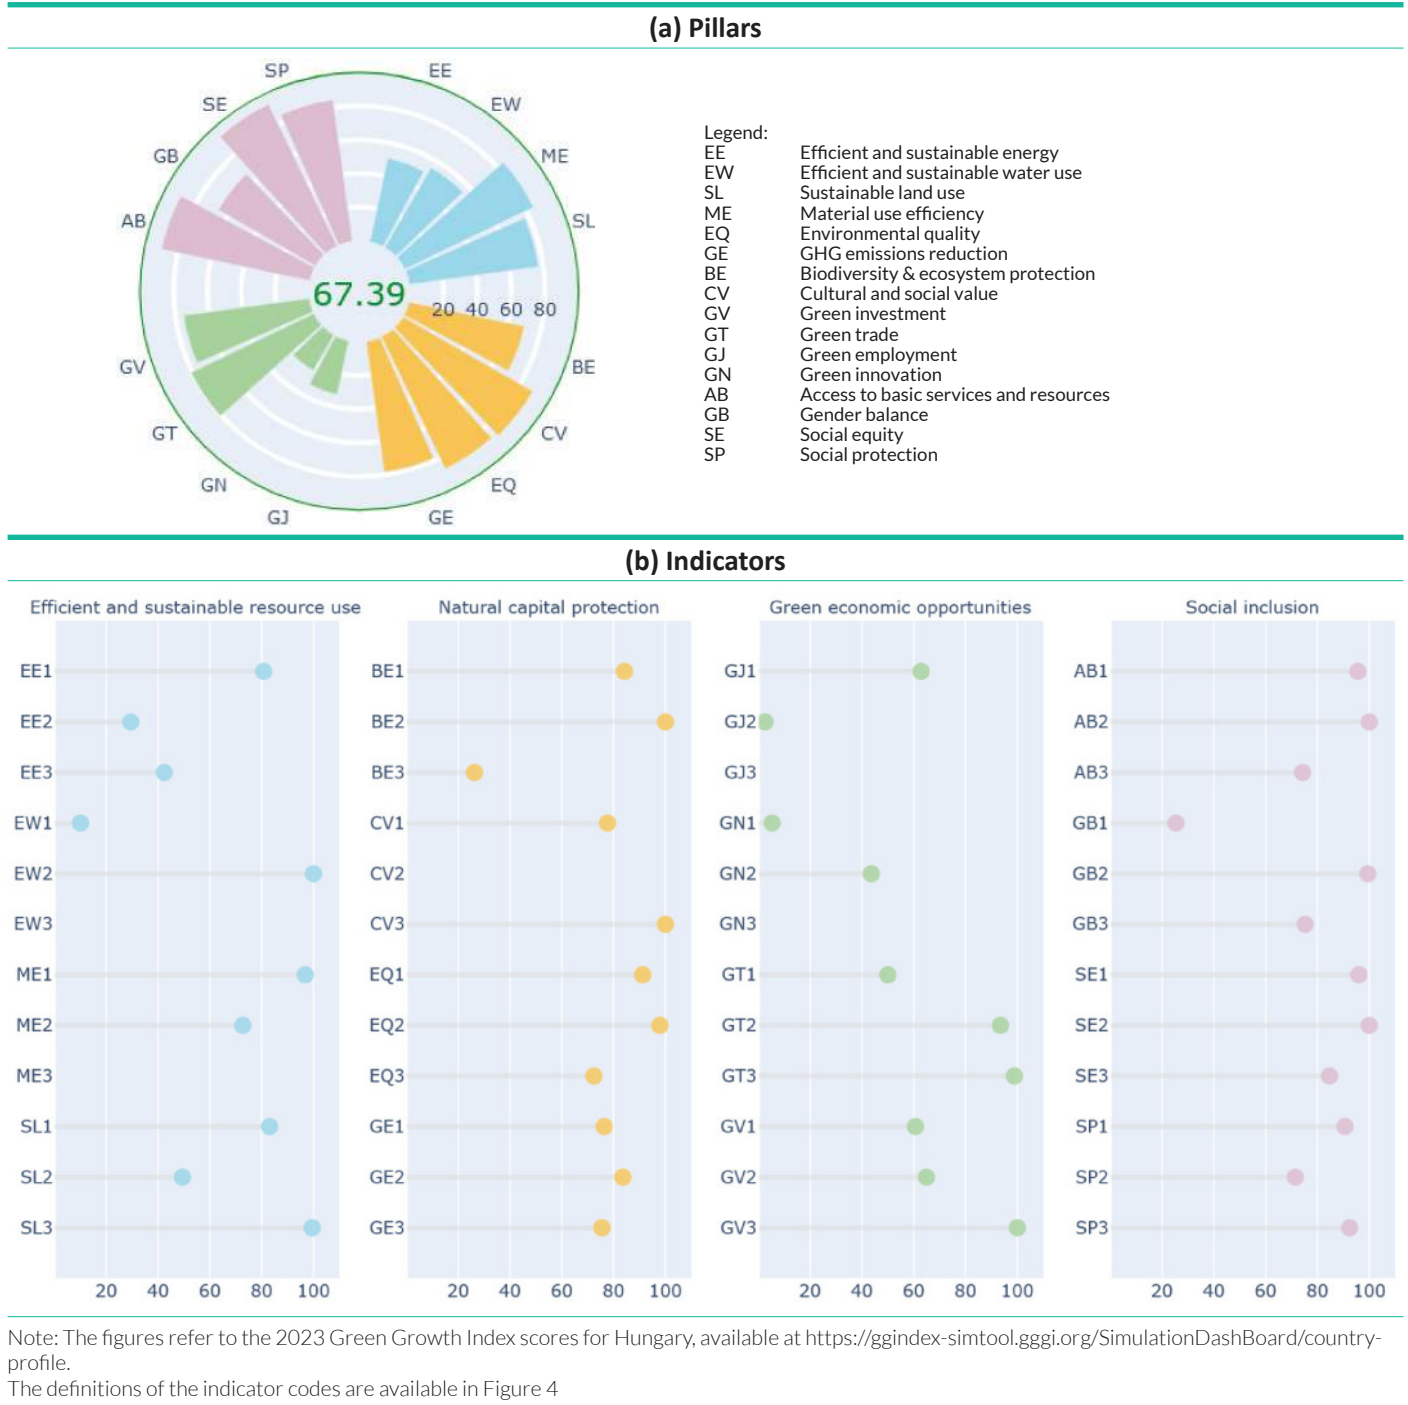 (a) Pillars
SP
EE
SE
EW
GB
ME
AB
SL
67.39
20 40 60 80
GV
BE
GT
CV
GN
EQ
GJ
GE
Legend:
EE Efficient and sustainable energy
EW Efficient and sustainable water use
SL Sustainable land use
ME Material use efficiency
EQ Environmental quality
GE GHG emissions reduction
BE Biodiversity & ecosystem protection
CV Cultural and social value
GV Green investment
GT Green trade
GJ Green employment
GN Green innovation
AB Access to basic services and resources
GB Gender balance
SE Social equity
SP Social protection
(b) Indicators
Efficient and sustainable resource use
EE1
EE2
EE3
EW1
EW2
EW3
ME1
ME2
ME3
SL1
SL2
SL3
20 40 60 80 100
Natural capital protection
BE1
BE2
BE3
CV1
CV2
CV3
EQ1
EQ2
EQ3
GE1
GE2
GE3
20 40 60 80 100
Green economic opportunities
GJ1
GJ2
GJ3
GN1
GN2
GN3
GT1
GT2
GT3
GV1
GV2
GV3
20 40 60 80 100
Social inclusion
AB1
AB2
AB3
GB1
GB2
GB3
SE1
SE2
SE3
SP1
SP2
SP3
20 40 60 80 100
Note: The figures refer to the 2023 Green Growth Index scores for Hungary, available at https://ggindex-simtool.gggi.org/SimulationDashBoard/country-
profile.
The definitions of the indicator codes are available in Figure 4